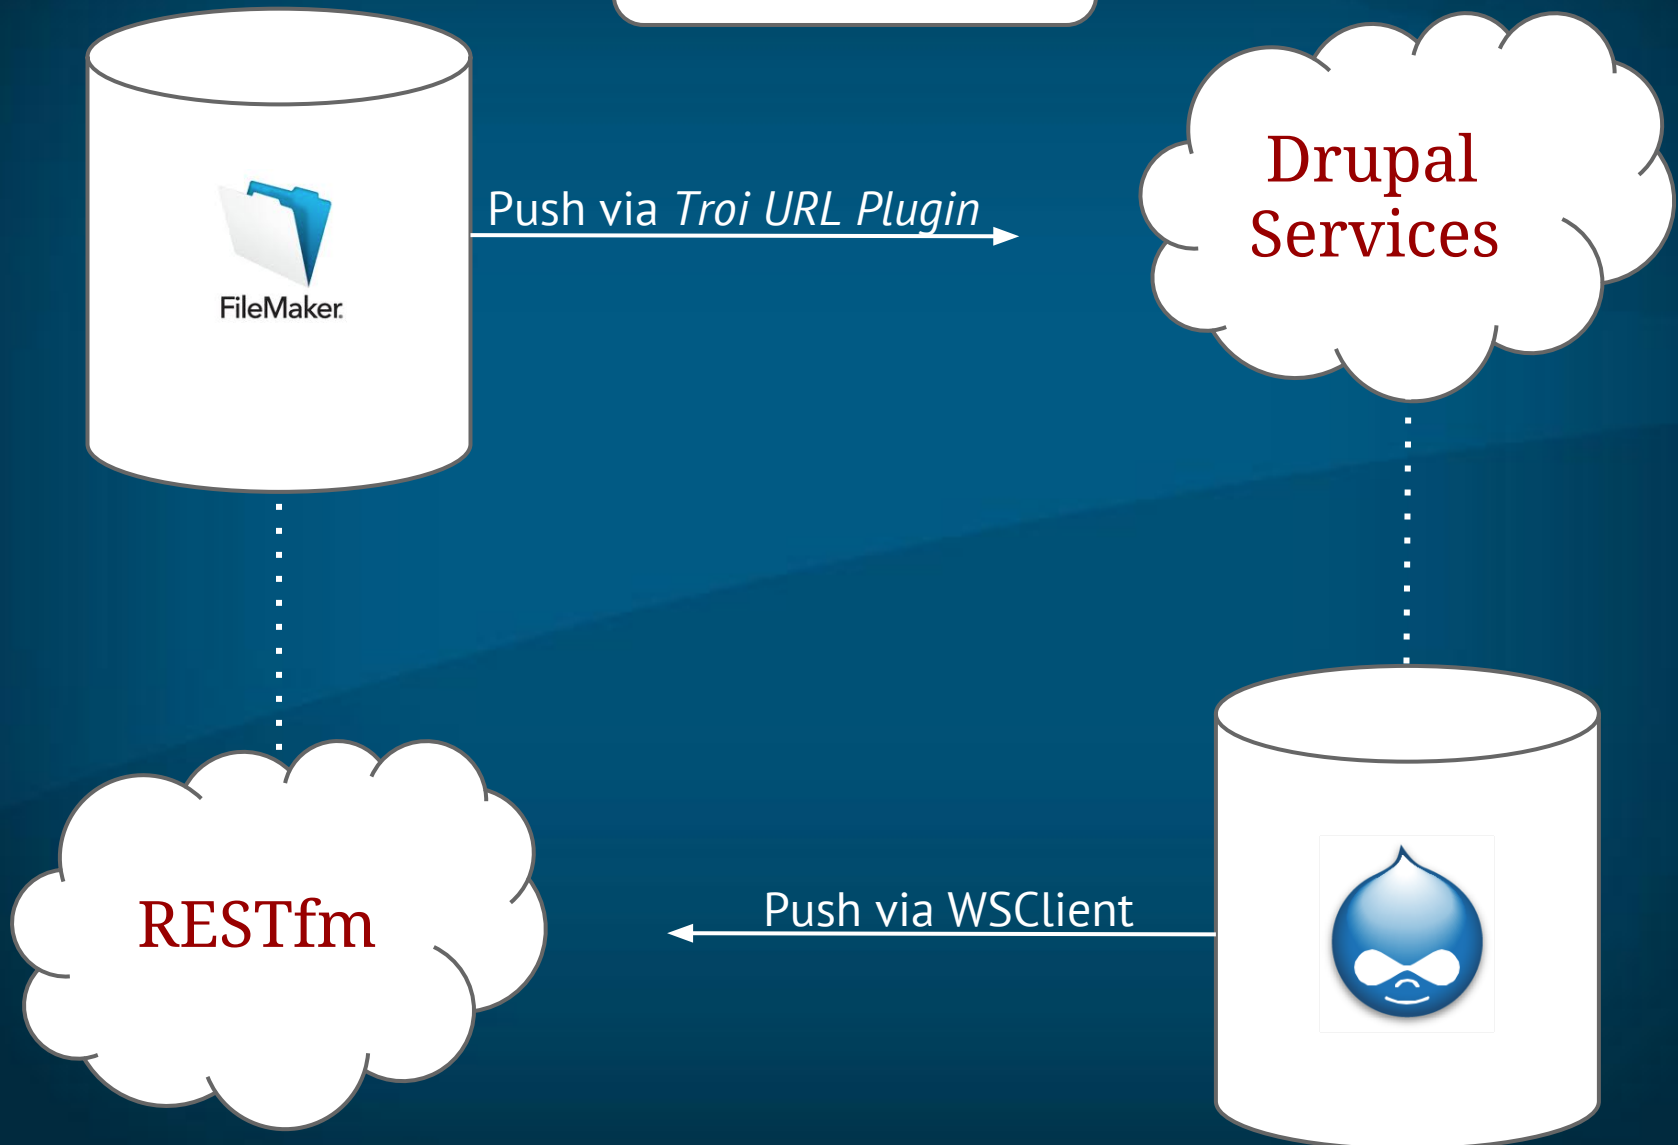 Drupal
Services
Push via Troi URL Plugin
FileMaker
RESTfm
Push via WSClient